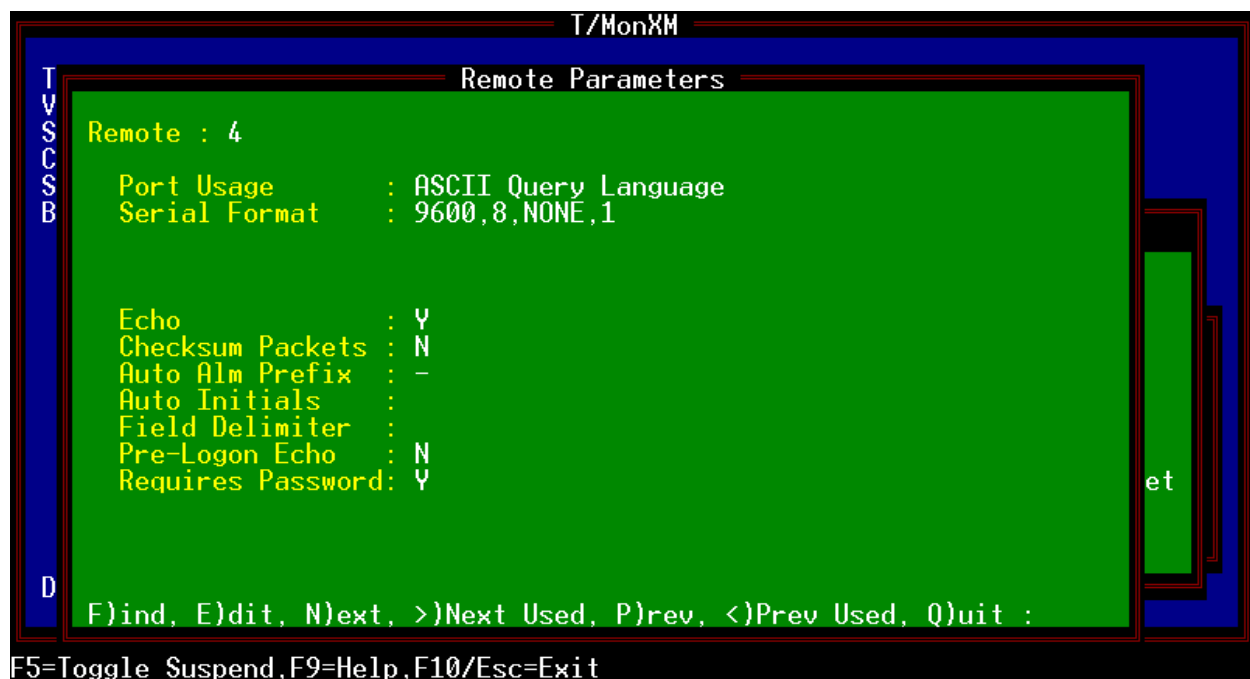 T/MonXM
Remote Parameters
T
V
S
C
S
B
D
Remote : 4
Port Usage : ASCII Query Language
Serial Format : 9600,8,NONE,1
Echo : Y
Checksum Packets : N
Auto Alm Prefix : -
Auto Initials :
Field Delimiter :
Pre-Logon Echo : N
Requires Password: Y
et
F)ind, E)dit, N)ext, >)Next Used, P)rev, <)Prev Used, Q)uit :
F5=Toggle Suspend,F9=Help,F10/Esc=Exit